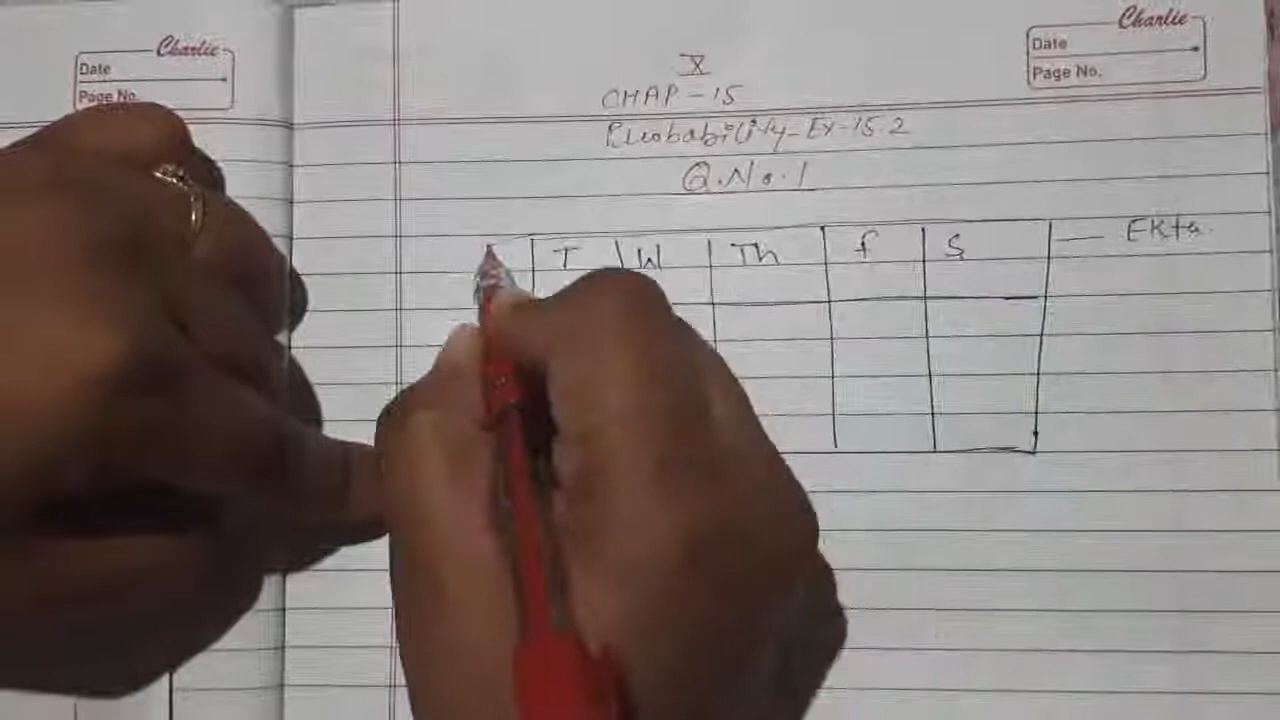 Charlie
Date
Page No.
Charlie
Date
Page No.
X
CHAP-15
Probability-Ex-15.2
Q.No.1
T W Th f S — Ekta